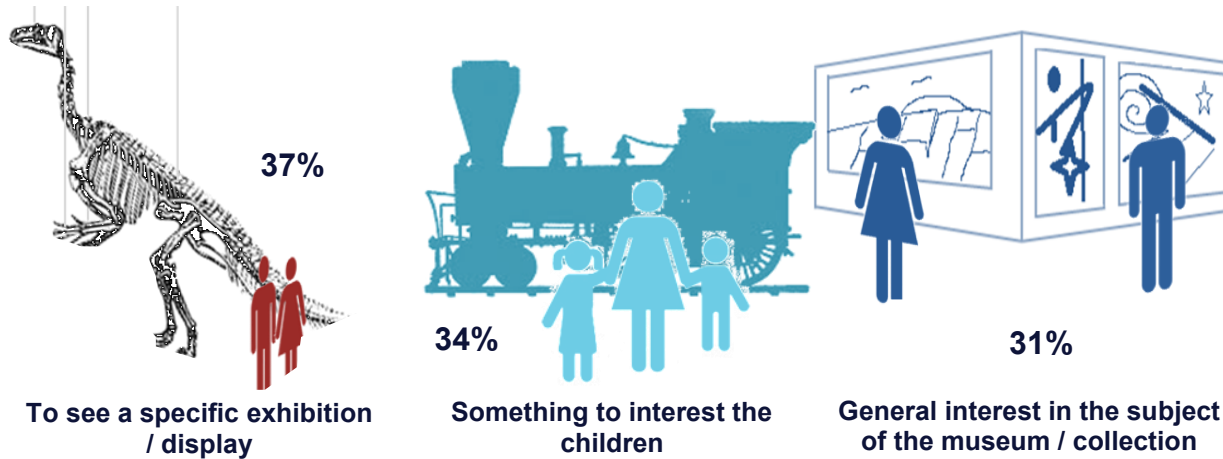 37%
To see a specific exhibition
/ display
34%
Something to interest the
children
31%
General interest in the subject
of the museum / collection